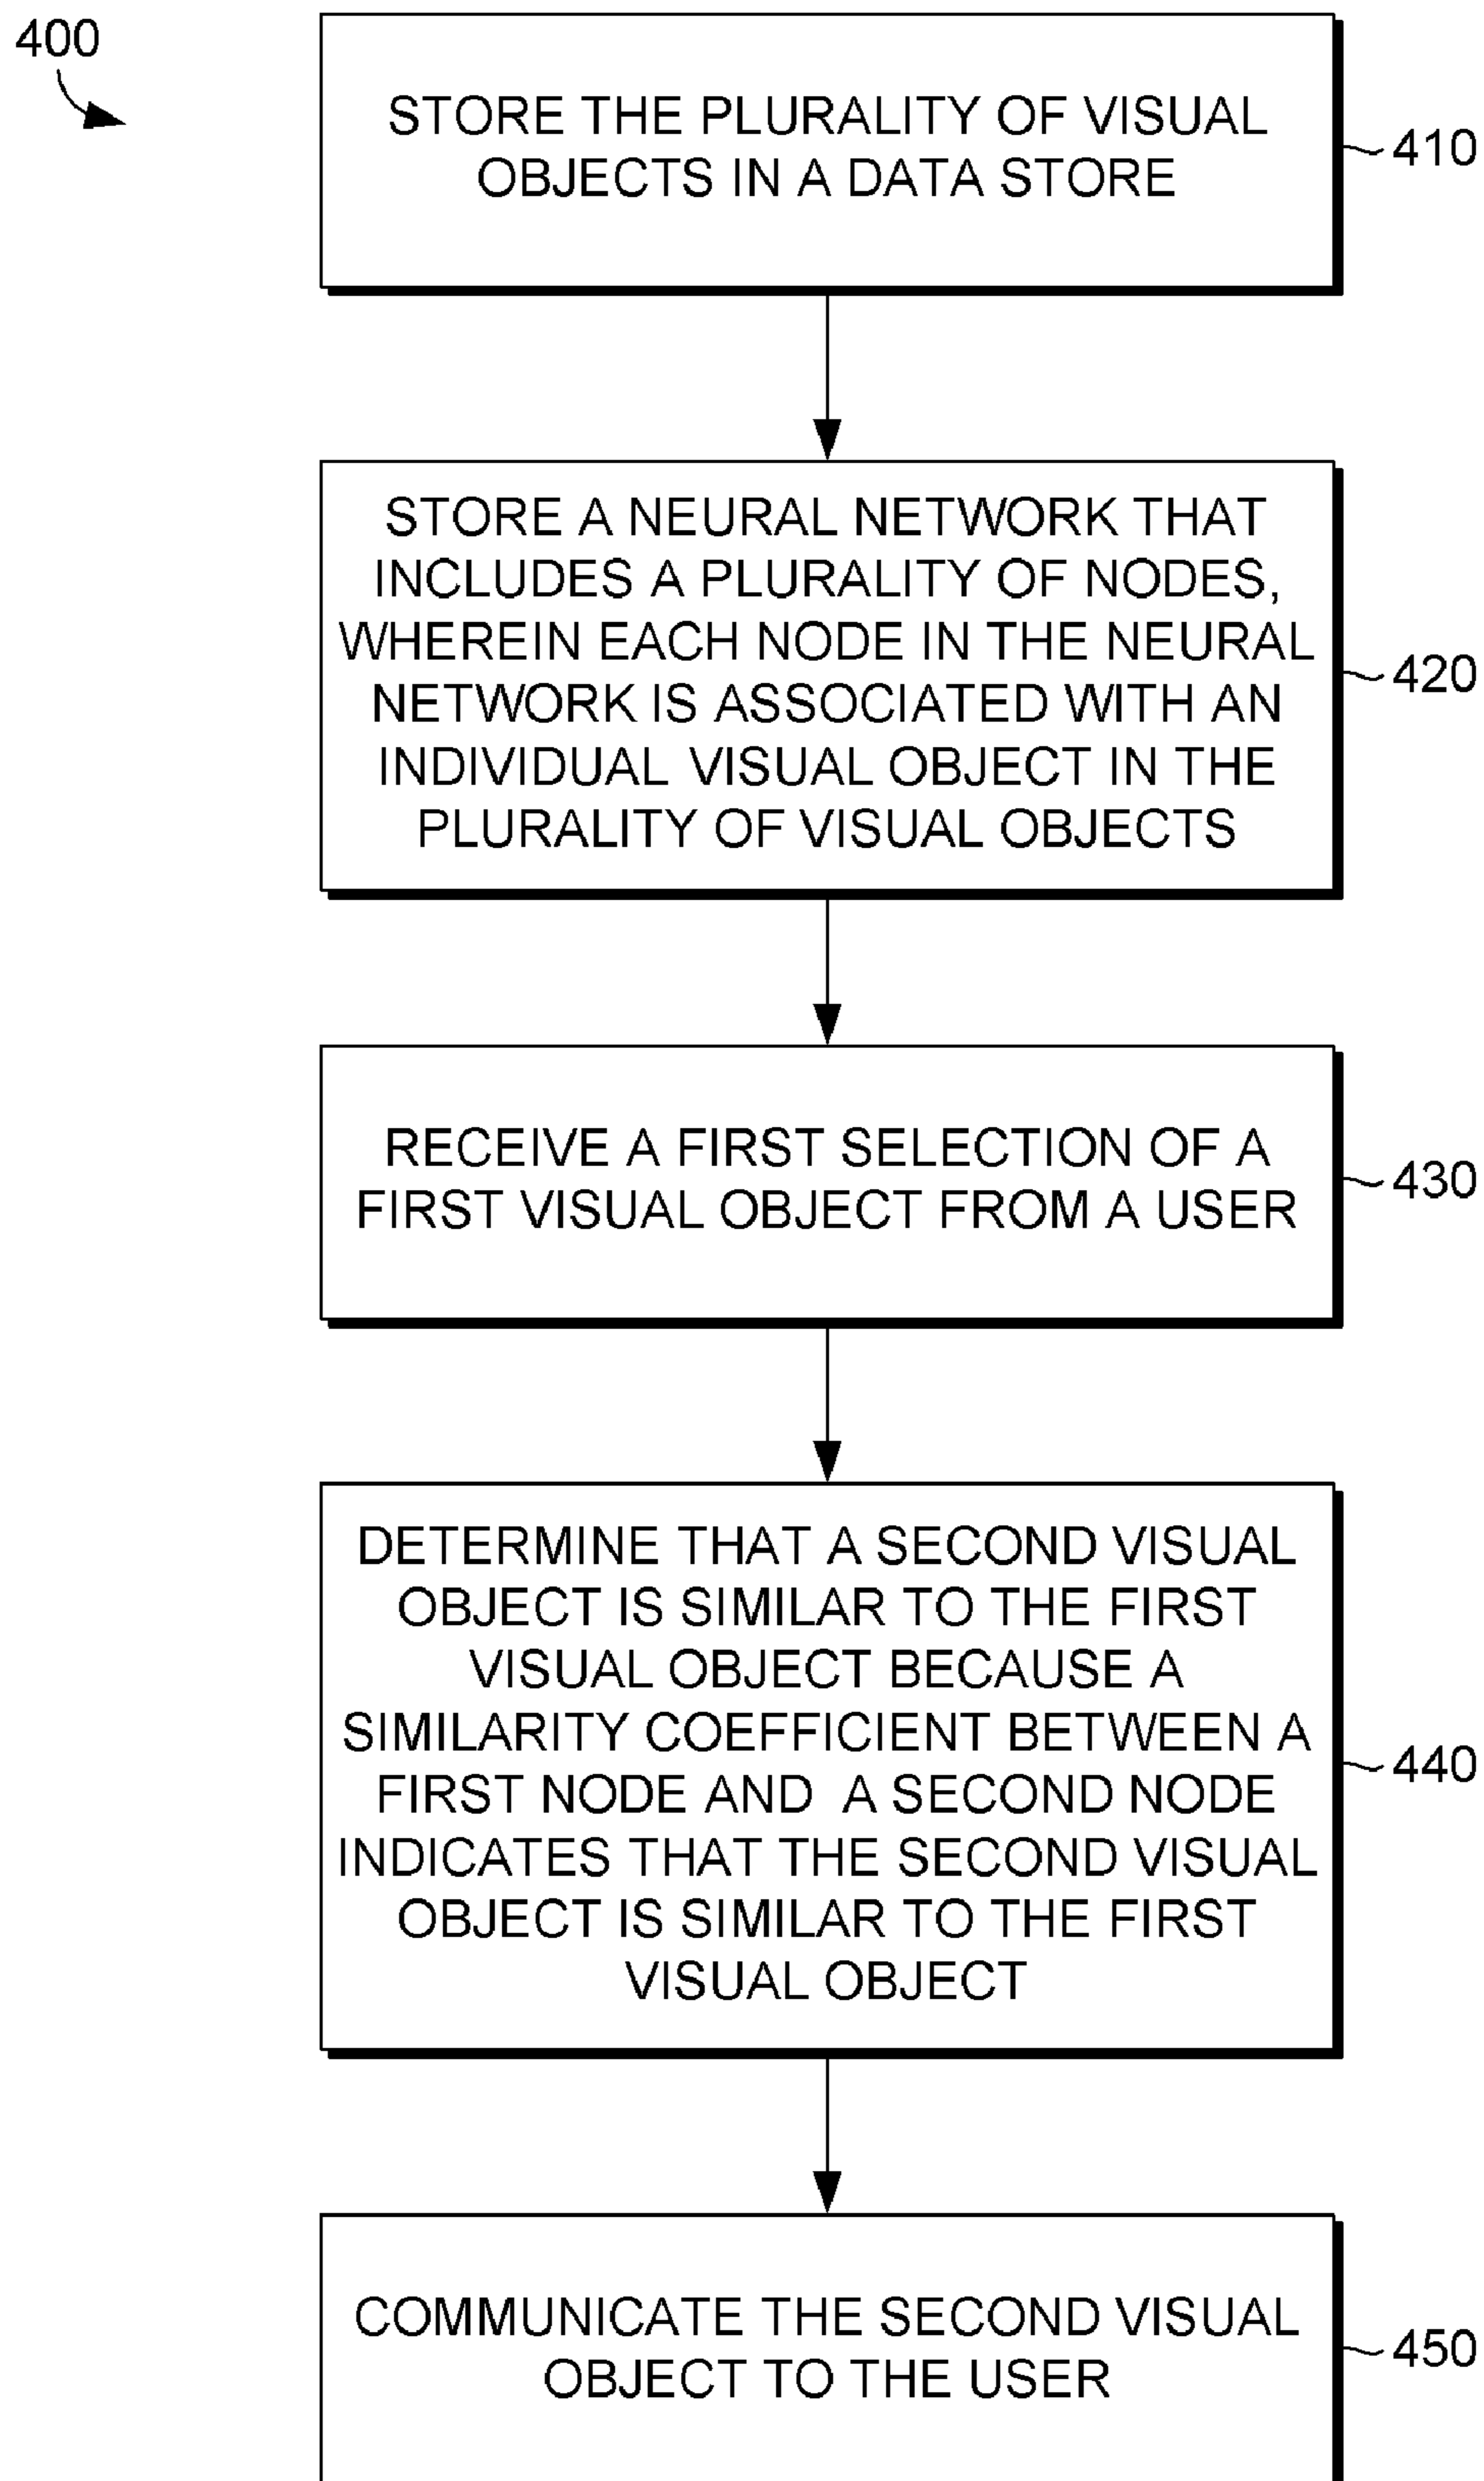 400
STORE THE PLURALITY OF VISUAL
OBJECTS IN A DATA STORE
410
STORE A NEURAL NETWORK THAT
INCLUDES A PLURALITY OF NODES,
WHEREIN EACH NODE IN THE NEURAL
NETWORK IS ASSOCIATED WITH AN
INDIVIDUAL VISUAL OBJECT IN THE
PLURALITY OF VISUAL OBJECTS
420
RECEIVE A FIRST SELECTION OF A
FIRST VISUAL OBJECT FROM A USER
430
DETERMINE THAT A SECOND VISUAL
OBJECT IS SIMILAR TO THE FIRST
VISUAL OBJECT BECAUSE A
SIMILARITY COEFFICIENT BETWEEN A
FIRST NODE AND A SECOND NODE
INDICATES THAT THE SECOND VISUAL
OBJECT IS SIMILAR TO THE FIRST
VISUAL OBJECT
440
COMMUNICATE THE SECOND VISUAL
OBJECT TO THE USER
450